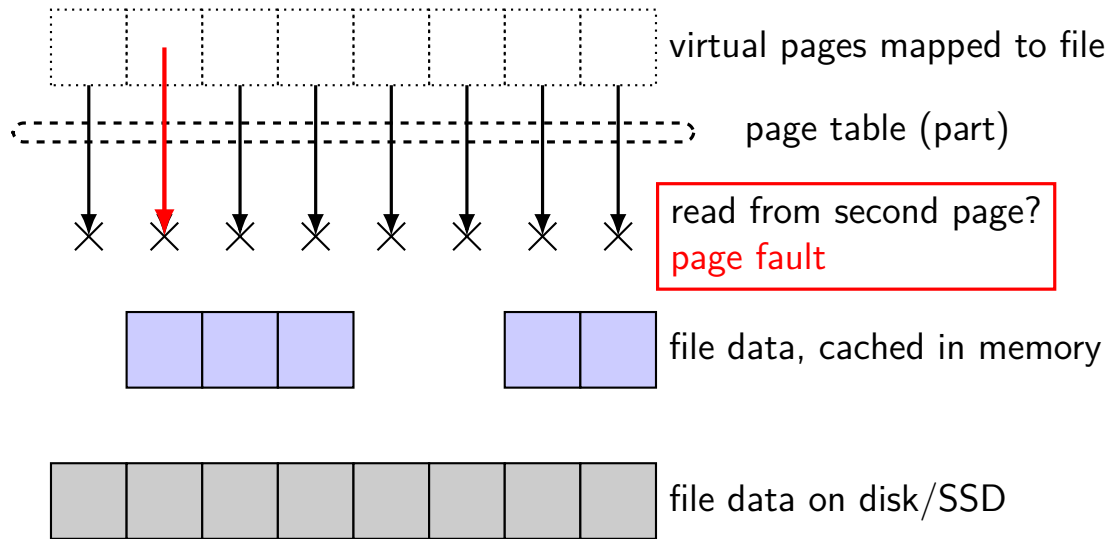 virtual pages mapped to file
page table (part)
read from second page?
page fault
file data, cached in memory
file data on disk/SSD